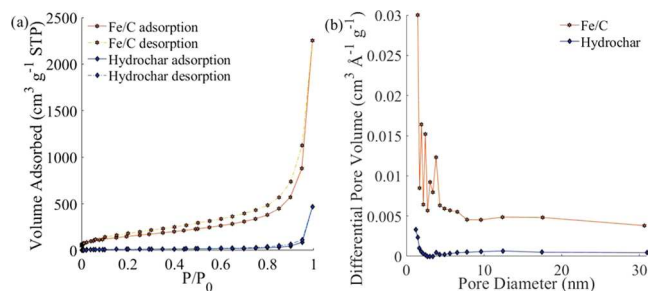 (a)
Volume Adsorbed (cm³ g⁻¹ STP)
2500
2000
1500
1000
500
0
0
0.2
0.4
0.6
0.8
1
P/P₀
Fe/C adsorption
Fe/C desorption
Hydrochar adsorption
Hydrochar desorption
(b)
Differential Pore Volume (cm³ Å⁻¹ g⁻¹)
0.03
0.025
0.02
0.015
0.01
0.005
0
0
10
20
30
Pore Diameter (nm)
Fe/C
Hydrochar